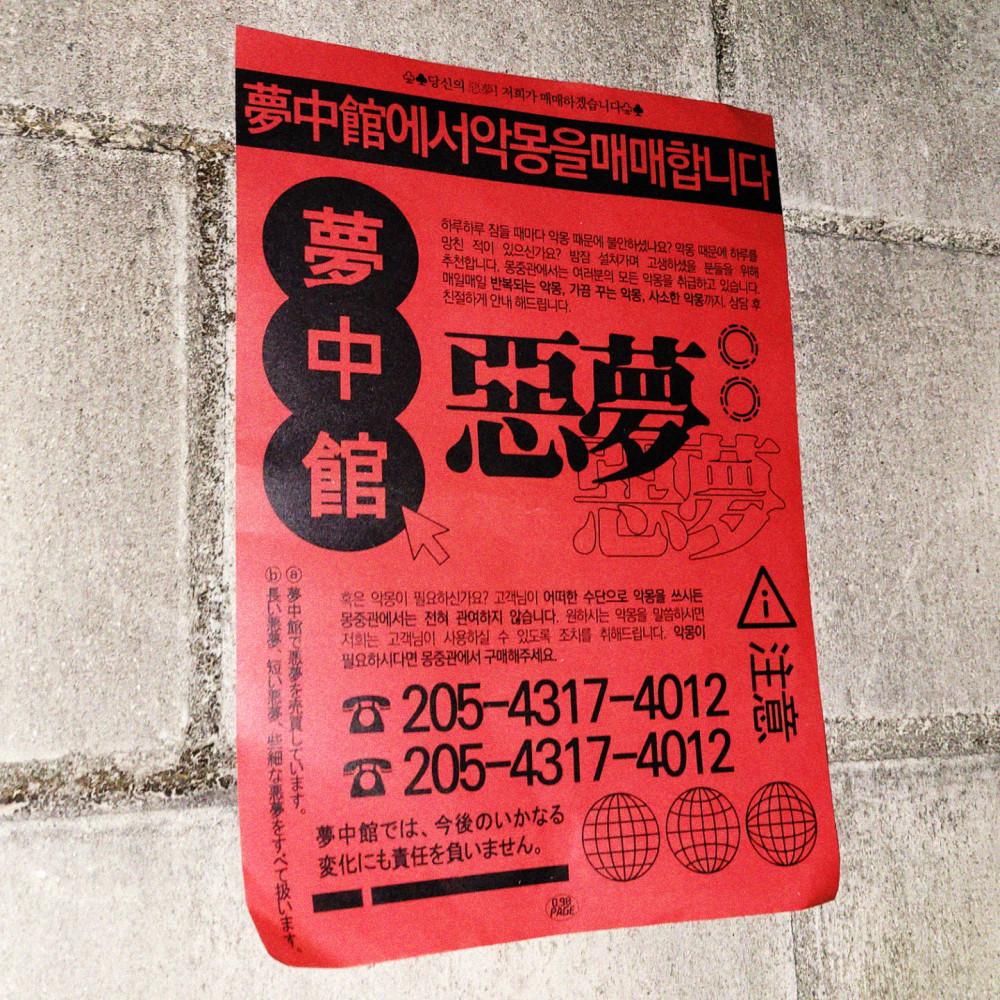 ♧♣당신의 惡夢! 저희가 매매하겠습니다♧♣
夢中館에서악몽을매매합니다
夢
中
館
하루하루 잠들 때마다 악몽 때문에 불안하셨나요? 악몽 때문에 하루를
망친 적이 있으신가요? 밤잠 설쳐가며 고생하셨을 분들을 위해
추천합니다. 몽중관에서는 여러분의 모든 악몽을 취급하고 있습니다.
매일매일 반복되는 악몽, 가끔 꾸는 악몽, 사소한 악몽까지. 상담 후
친절하게 안내 해드립니다.
惡夢
惡夢
ⓐ 夢中館で悪夢を売買しています。
ⓑ 長い悪夢、短い悪夢、些細な悪夢をすべて扱います。
혹은 악몽이 필요하신가요? 고객님이 어떠한 수단으로 악몽을 쓰시든
몽중관에서는 전혀 관여하지 않습니다. 원하시는 악몽을 말씀하시면
저희는 고객님이 사용하실 수 있도록 조치를 취해드립니다. 악몽이
필요하시다면 몽중관에서 구매해주세요.
注意
☎ 205-4317-4012
☎ 205-4317-4012
夢中館では、今後のいかなる
変化にも責任を負いません。
0.98
PAGE